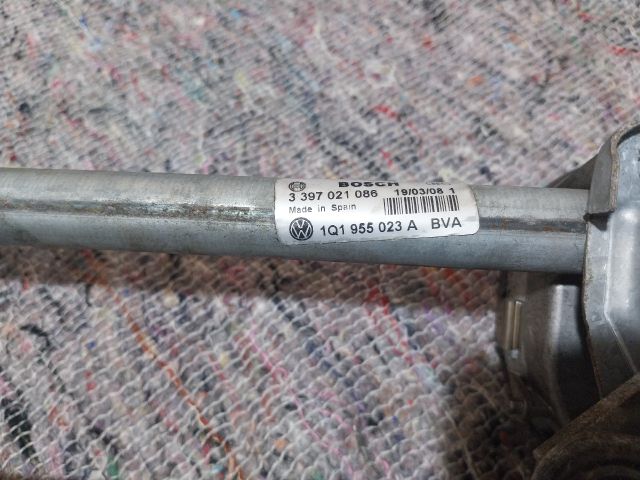 BOSCH
3 397 021 086 19/03/08 1
Made in Spain
1Q1 955 023 A BVA